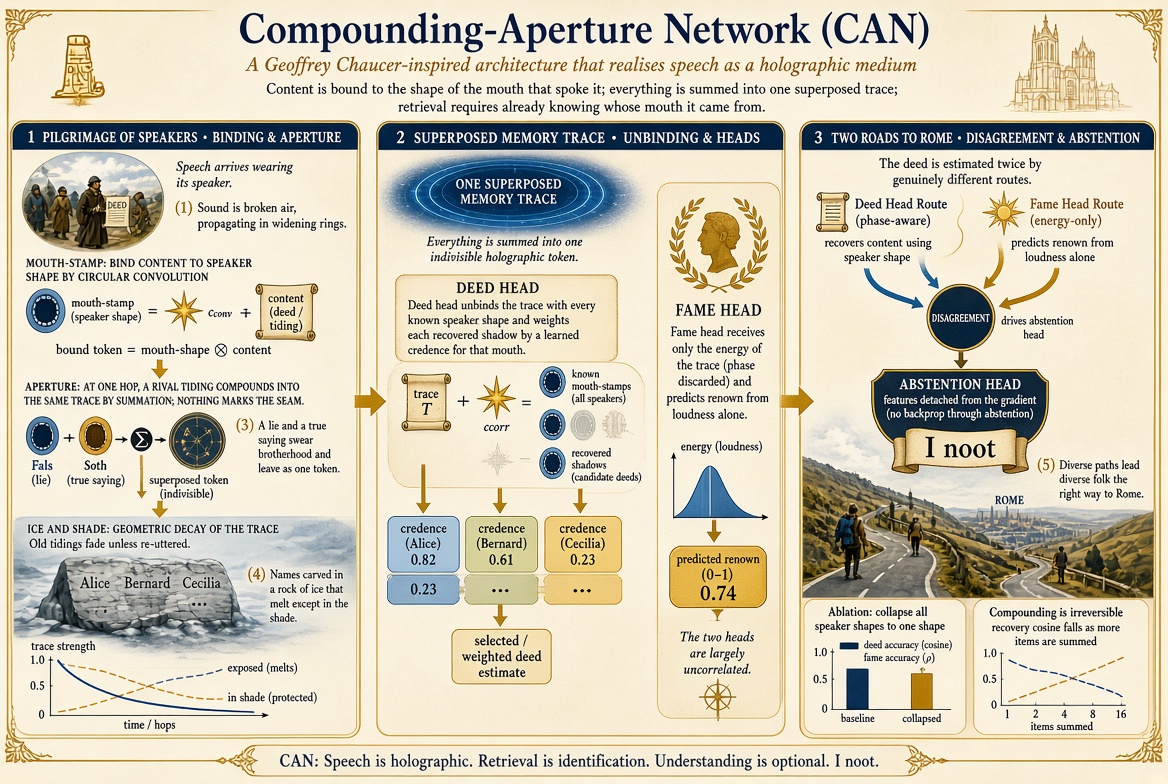 Compounding-Aperture Network (CAN)
A Geoffrey Chaucer-inspired architecture that realises speech as a holographic medium
Content is bound to the shape of the mouth that spoke it; everything is summed into one superposed trace;
retrieval requires already knowing whose mouth it came from.
1 PILGRIMAGE OF SPEAKERS • BINDING & APERTURE
DEED
Speech arrives wearing
its speaker.
(1) Sound is broken air,
propagating in widening rings.
MOUTH-STAMP: BIND CONTENT TO SPEAKER
SHAPE BY CIRCULAR CONVOLUTION
mouth-stamp
(speaker shape)
=
Cconv
+
content
(deed /
tiding)
bound token = mouth-shape ⊗ content
APERTURE: AT ONE HOP, A RIVAL TIDING COMPOUNDS INTO
THE SAME TRACE BY SUMMATION; NOTHING MARKS THE SEAM.
+
Σ
Fals
(lie)
Soth
(true saying)
superposed token
(indivisible)
(3) A lie and a true
saying swear
brotherhood and
leave as one token.
ICE AND SHADE: GEOMETRIC DECAY OF THE TRACE
Old tidings fade unless re-uttered.
Alice Bernard Cecilia
...
(4) Names carved in
a rock of ice that
melt except in the
shade.
trace strength
1.0
0.5
0
exposed (melts)
in shade (protected)
time / hops
2 SUPERPOSED MEMORY TRACE • UNBINDING & HEADS
ONE SUPERPOSED
MEMORY TRACE
Everything is summed into one
indivisible holographic token.
DEED HEAD
Deed head unbinds the trace with every
known speaker shape and weights
each recovered shadow by a learned
credence for that mouth.
trace
T
+
ccorr
=
known
mouth-stamps
(all speakers)
recovered
shadows
(candidate deeds)
credence
(Alice)
0.82
credence
(Bernard)
0.61
credence
(Cecilia)
0.23
0.23
...
...
selected /
weighted deed
estimate
FAME HEAD
Fame head receives
only the energy of
the trace (phase
discarded) and
predicts renown from
loudness alone.
energy (loudness)
predicted renown
(0–1)
0.74
The two heads
are largely
uncorrelated.
3 TWO ROADS TO ROME • DISAGREEMENT & ABSTENTION
The deed is estimated twice by
genuinely different routes.
Deed Head Route
(phase-aware)
recovers content using
speaker shape
Fame Head Route
(energy-only)
predicts renown from
loudness alone
DISAGREEMENT
drives abstention
head
ABSTENTION HEAD
features detached from the gradient
(no backprop through abstention)
I noot
(5) Diverse paths lead
diverse folk the
right way to Rome.
ROME
Ablation: collapse all
speaker shapes to one shape
deed accuracy (cosine)
fame accuracy (ρ)
1.0
0.5
0
baseline
collapsed
Compounding is irreversible
recovery cosine falls as more
items are summed
1.0
0.5
0
1 2 4 8 16
items summed
CAN: Speech is holographic. Retrieval is identification. Understanding is optional. I noot.